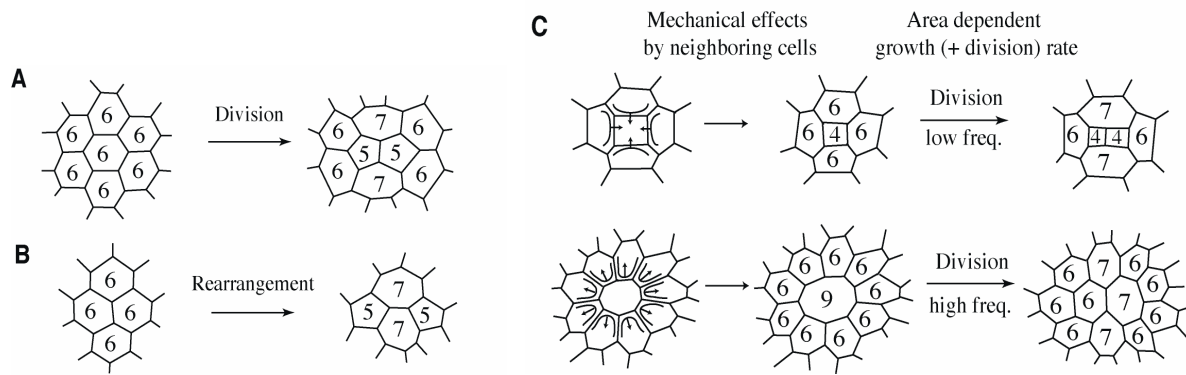 A
6
6 6
6
6 6
6
Division
6 7 6
5 5
6 7 6
B
6
6 6
6
Rearrangement
7
5 5
7
C
Mechanical effects
by neighboring cells
Area dependent
growth (+ division) rate
6
6 4 6
6
Division
low freq.
7
6 4 4 6
7
6 6
6 6
9
6 6
6 6
6
Division
high freq.
7 6
6 6
6 7
6 6
6 7 6